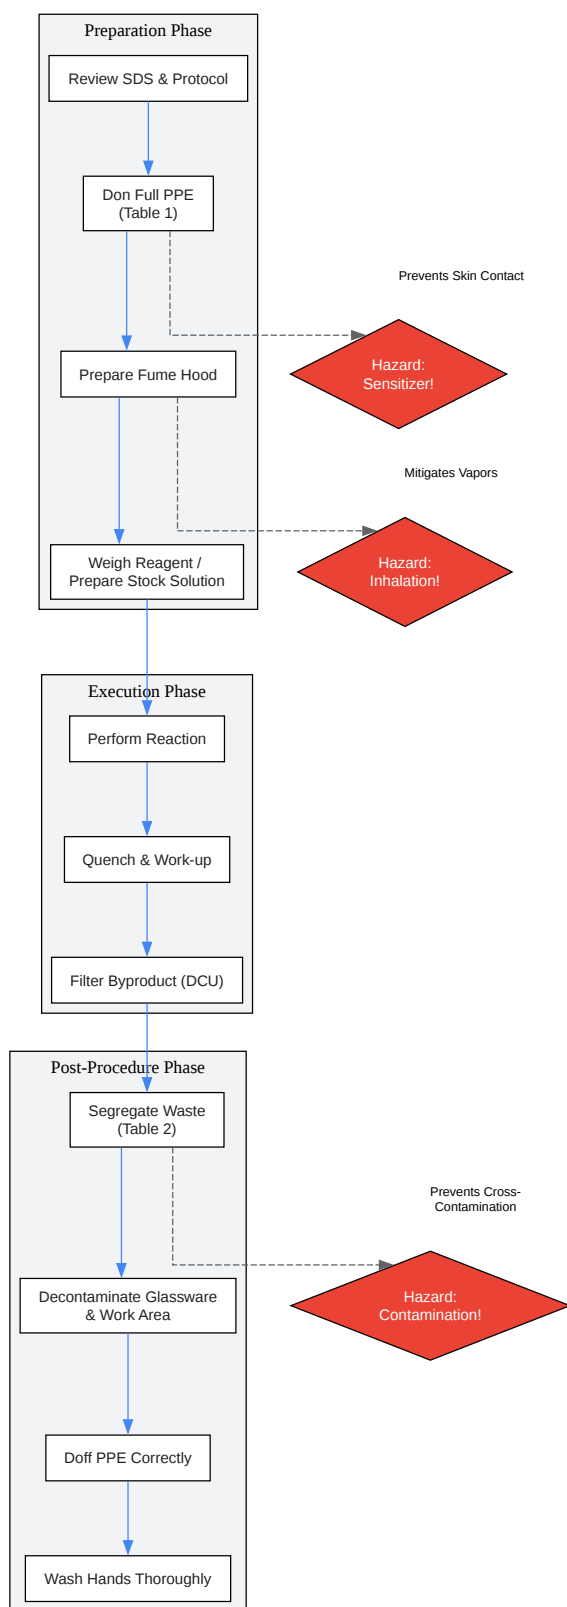 Preparation Phase
Review SDS & Protocol
Don Full PPE
(Table 1)
Prevents Skin Contact
Hazard:
Sensitizer!
Prepare Fume Hood
Mitigates Vapors
Hazard:
Inhalation!
Weigh Reagent /
Prepare Stock Solution
Execution Phase
Perform Reaction
Quench & Work-up
Filter Byproduct (DCU)
Post-Procedure Phase
Segregate Waste
(Table 2)
Prevents Cross-
Contamination
Hazard:
Contamination!
Decontaminate Glassware
& Work Area
Doff PPE Correctly
Wash Hands Thoroughly